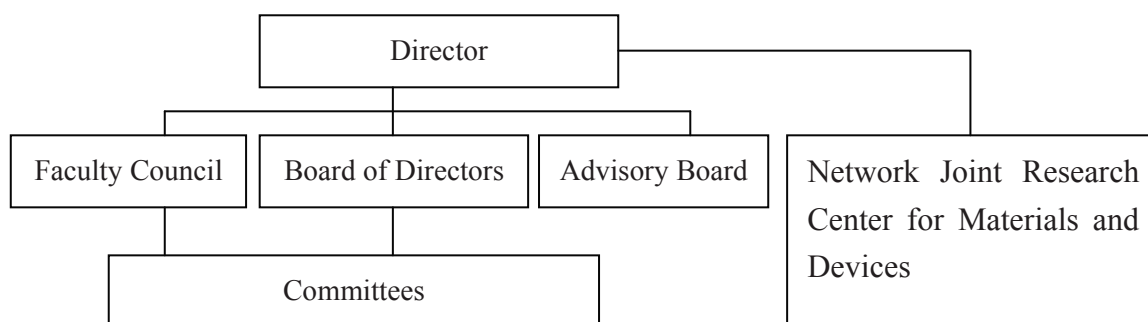 Director
Faculty Council
Board of Directors
Advisory Board
Network Joint Research
Center for Materials and
Devices
Committees